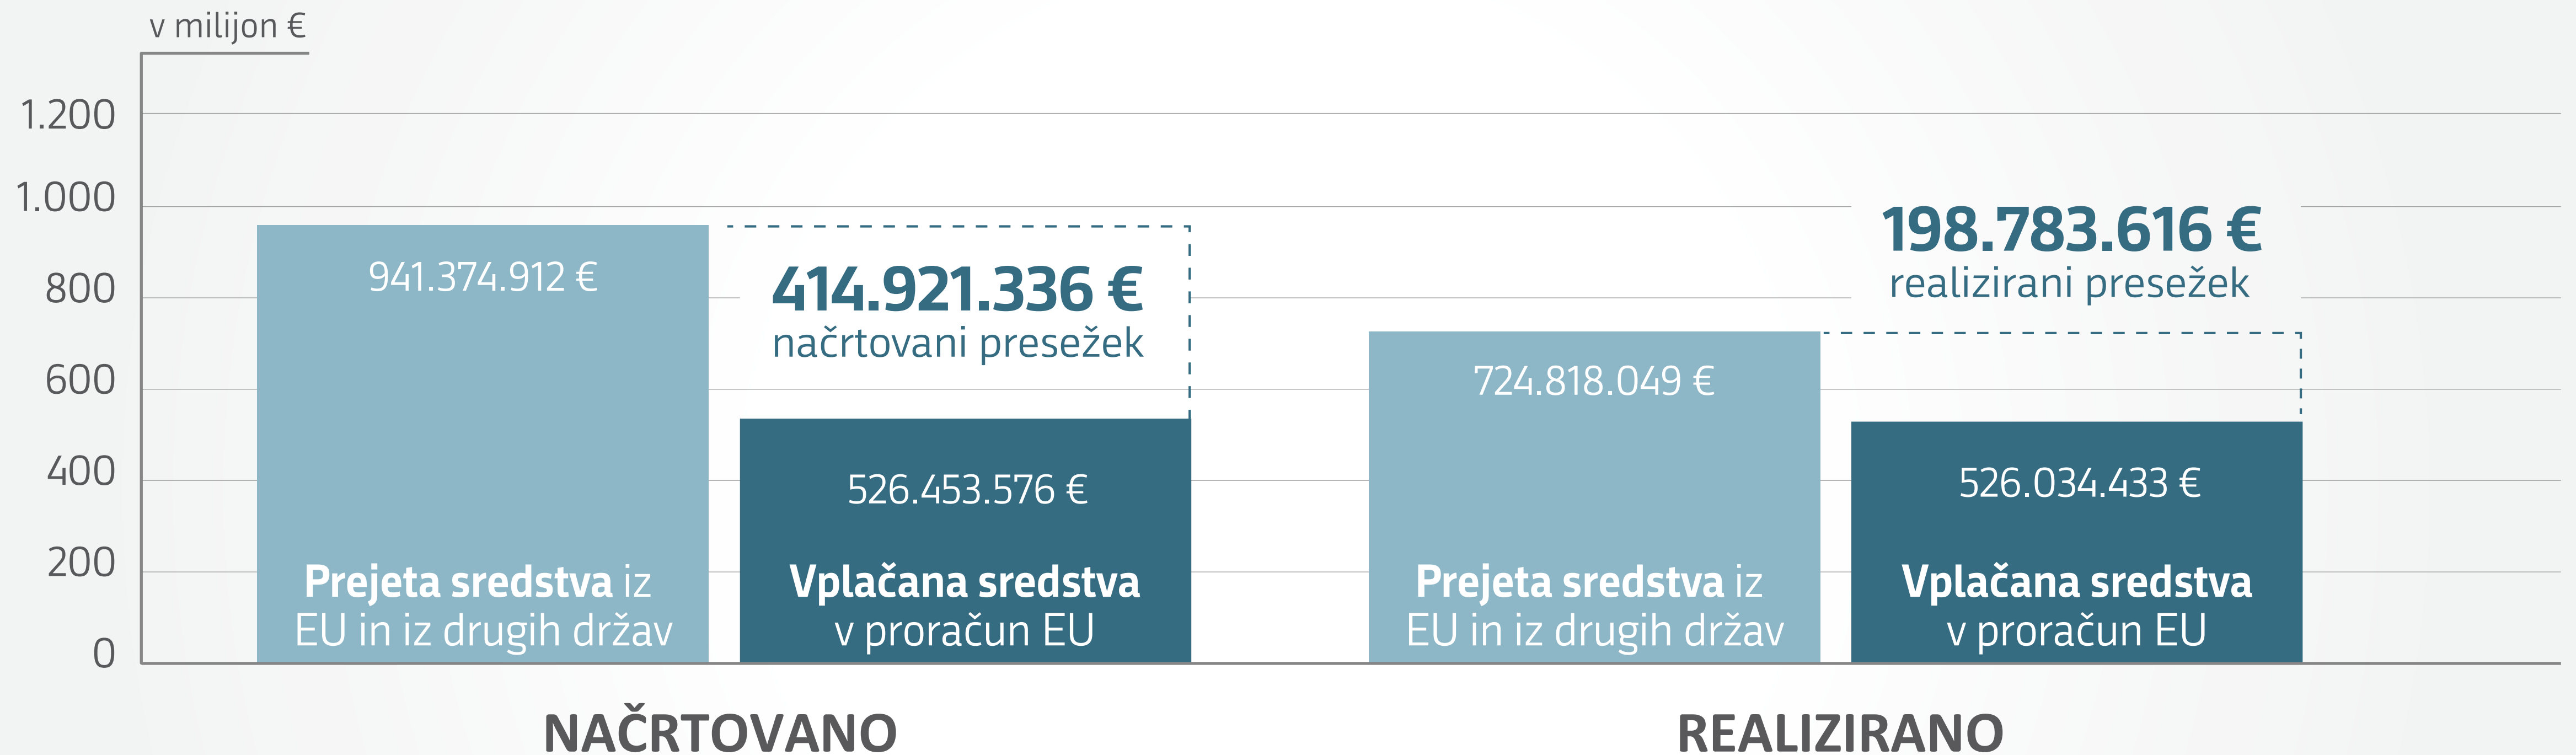 v milijon €
1.200
1.000
800
600
400
200
0
941.374.912 €
Prejeta sredstva iz
EU in iz drugih držav
414.921.336 €
načrtovani presežek
526.453.576 €
Vplačana sredstva
v proračun EU
724.818.049 €
Prejeta sredstva iz
EU in iz drugih držav
198.783.616 €
realizirani presežek
526.034.433 €
Vplačana sredstva
v proračun EU
NAČRTOVANO
REALIZIRANO